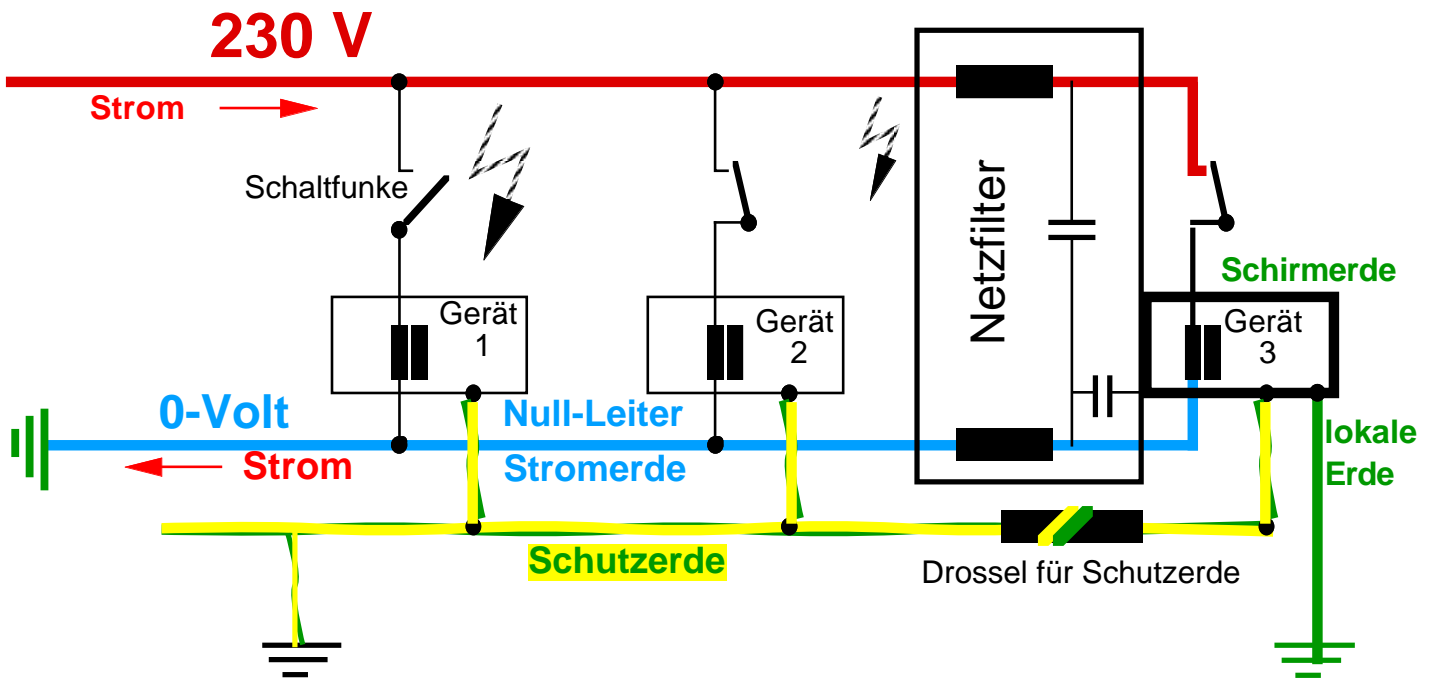 230 V
Strom
Schaltfunke
Netzfilter
Schirmerde
Gerät
1
Gerät
2
Gerät
3
0-Volt
Null-Leiter
Strom
Stromerde
lokale
Erde
Schutzerde
Drossel für Schutzerde